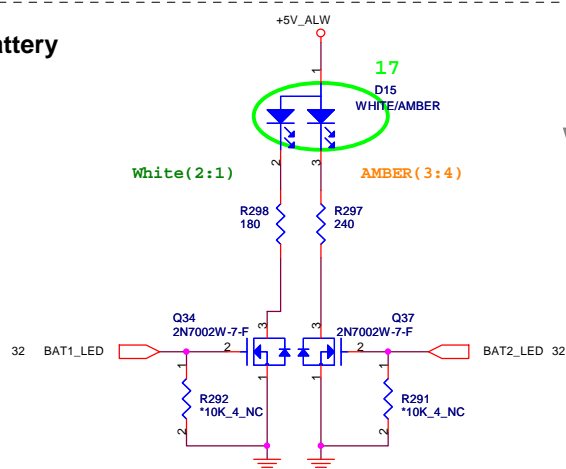 +5V_ALW
attery
1
17
D15
WHITE/AMBER
2
3
White(2:1)
AMBER(3:4)
R298
180
R297
240
Q34
2N7002W-7-F
3
3
Q37
2N7002W-7-F
32 BAT1_LED
2
2
BAT2_LED 32
1
1
1
1
R292
*10K_4_NC
R291
*10K_4_NC
2
2